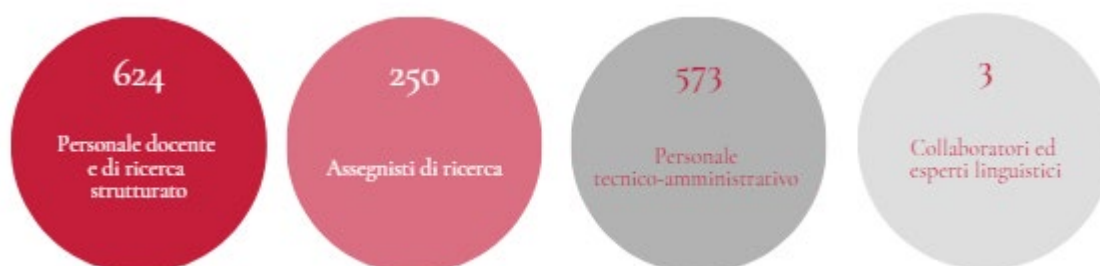 624
Personale docente
e di ricerca
strutturato
250
Assegnisti di ricerca
573
Personale
tecnico-amministrativo
3
Collaboratori ed
esperti linguistici